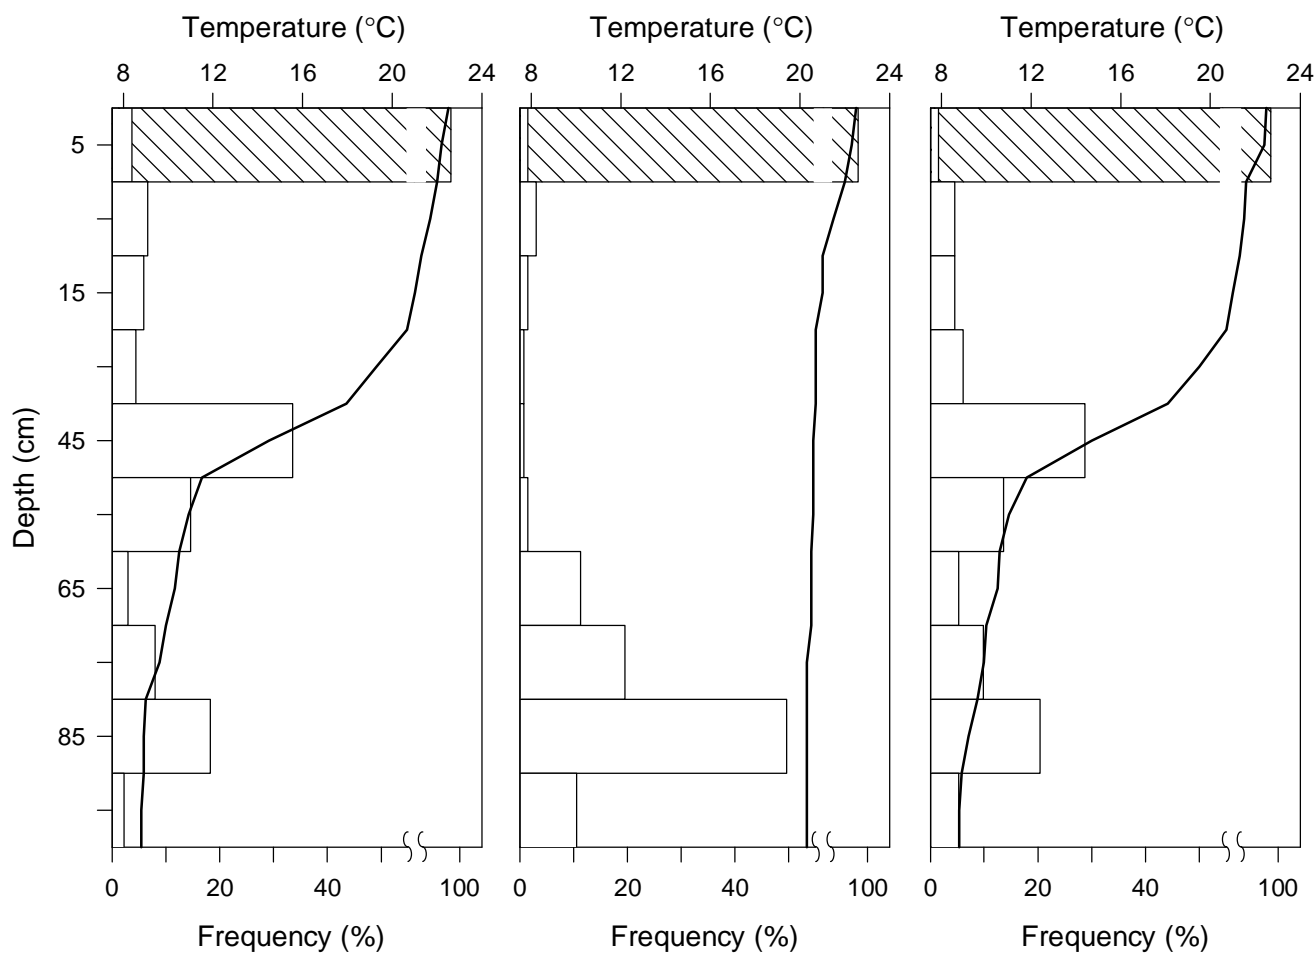 Temperature (°C) Temperature (°C) Temperature (°C)
8 12 16 20 24 8 12 16 20 24 8 12 16 20 24
5
15
45
65
85
Depth (cm)
0 20 40 100 0 20 40 100 0 20 40 100
Frequency (%) Frequency (%) Frequency (%)